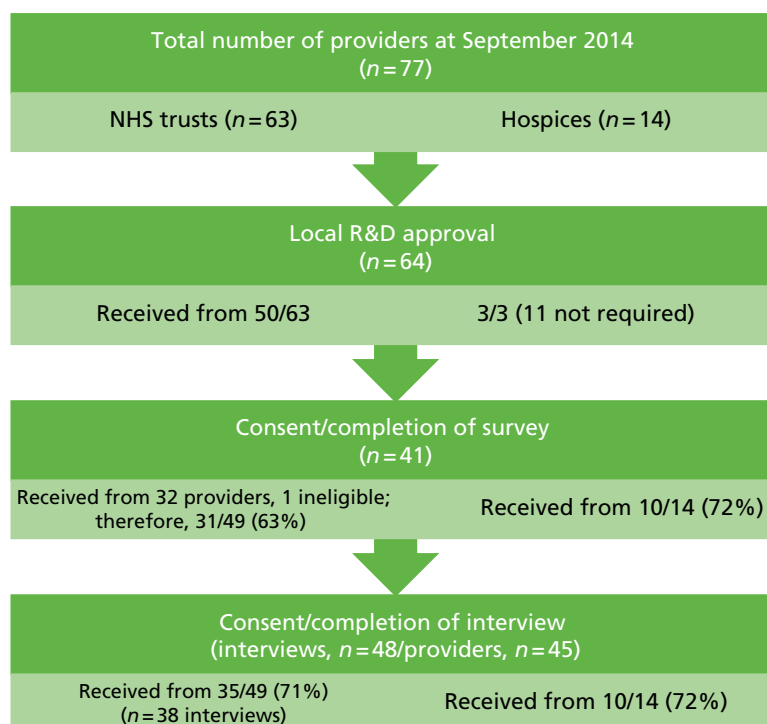 Total number of providers at September 2014
(n=77)
NHS trusts (n=63)
Hospices (n=14)
Local R&D approval
(n=64)
Received from 50/63
3/3 (11 not required)
Consent/completion of survey
(n=41)
Received from 32 providers, 1 ineligible;
therefore, 31/49 (63%)
Received from 10/14 (72%)
Consent/completion of interview
(interviews, n=48/providers, n=45)
Received from 35/49 (71%)
(n=38 interviews)
Received from 10/14 (72%)